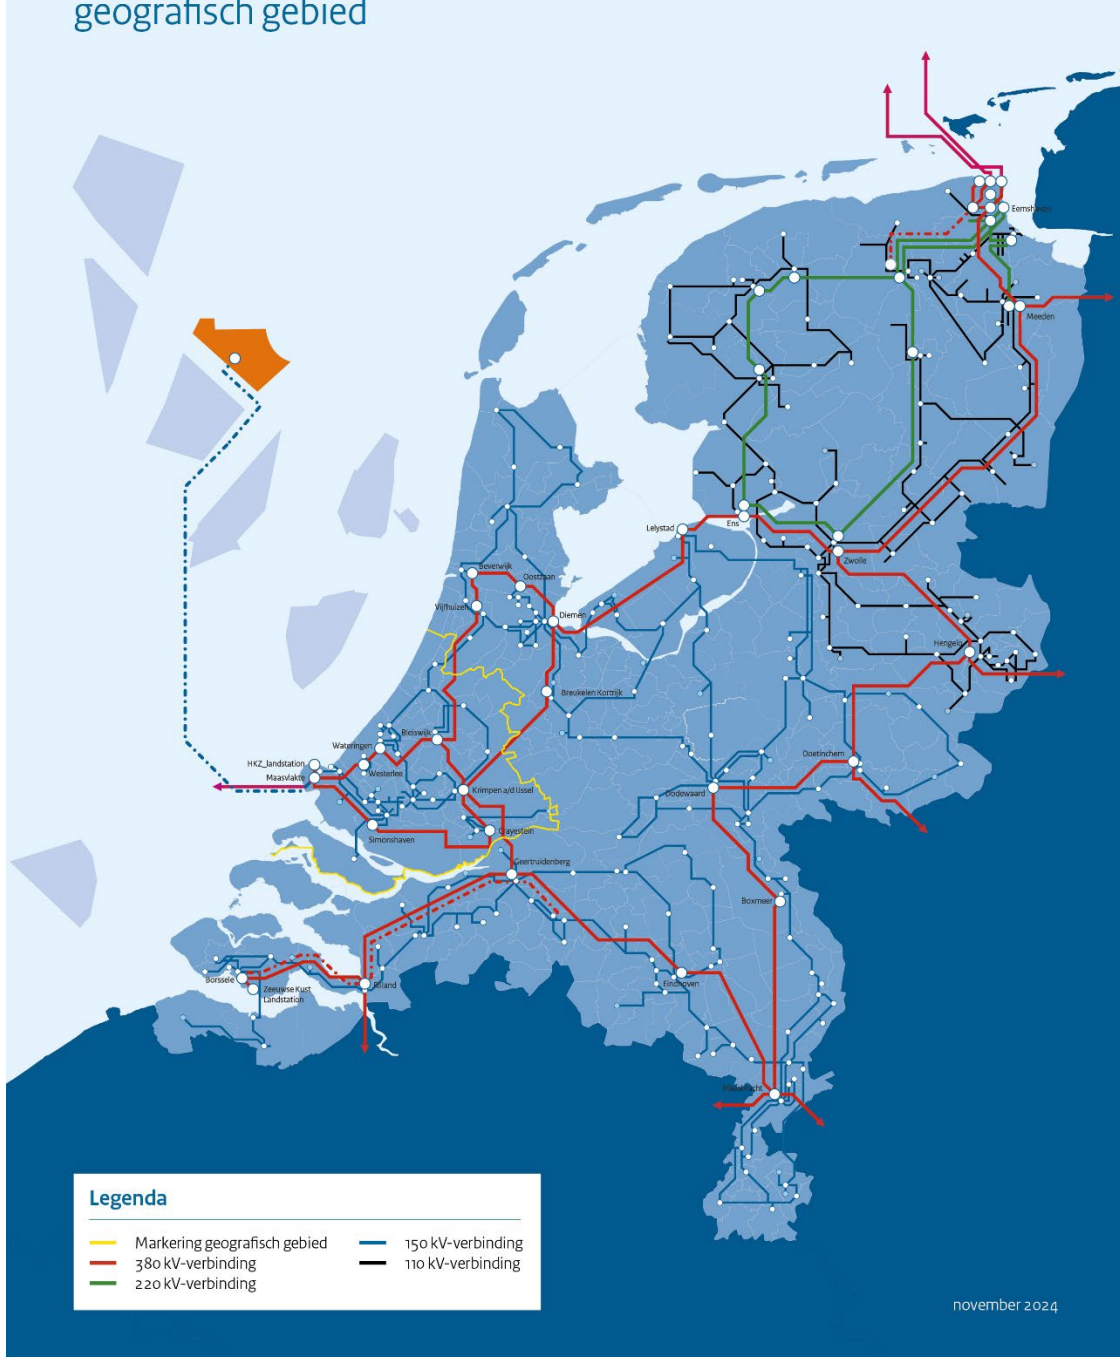 geografisch gebied
Eemshaven
Meeden
Lelystad
Ens
Zwolle
Beverwijk
Oostzaan
Vijfhuizen
Diemen
Hengelo
Breukelen Kortrijk
Bleiswijk
Wateringen
Doetinchem
HKZ_landstation
Maasvlakte
Westerlee
Krimpen a/d IJssel
Dodewaard
Crayestein
Simonshaven
Geertruidenberg
Boxmeer
Borssele
Rilland
Eindhoven
Zeeuwse Kust
Landstation
Maasbracht
Legenda
Markering geografisch gebied
380 kV-verbinding
220 kV-verbinding
150 kV-verbinding
110 kV-verbinding
november 2024